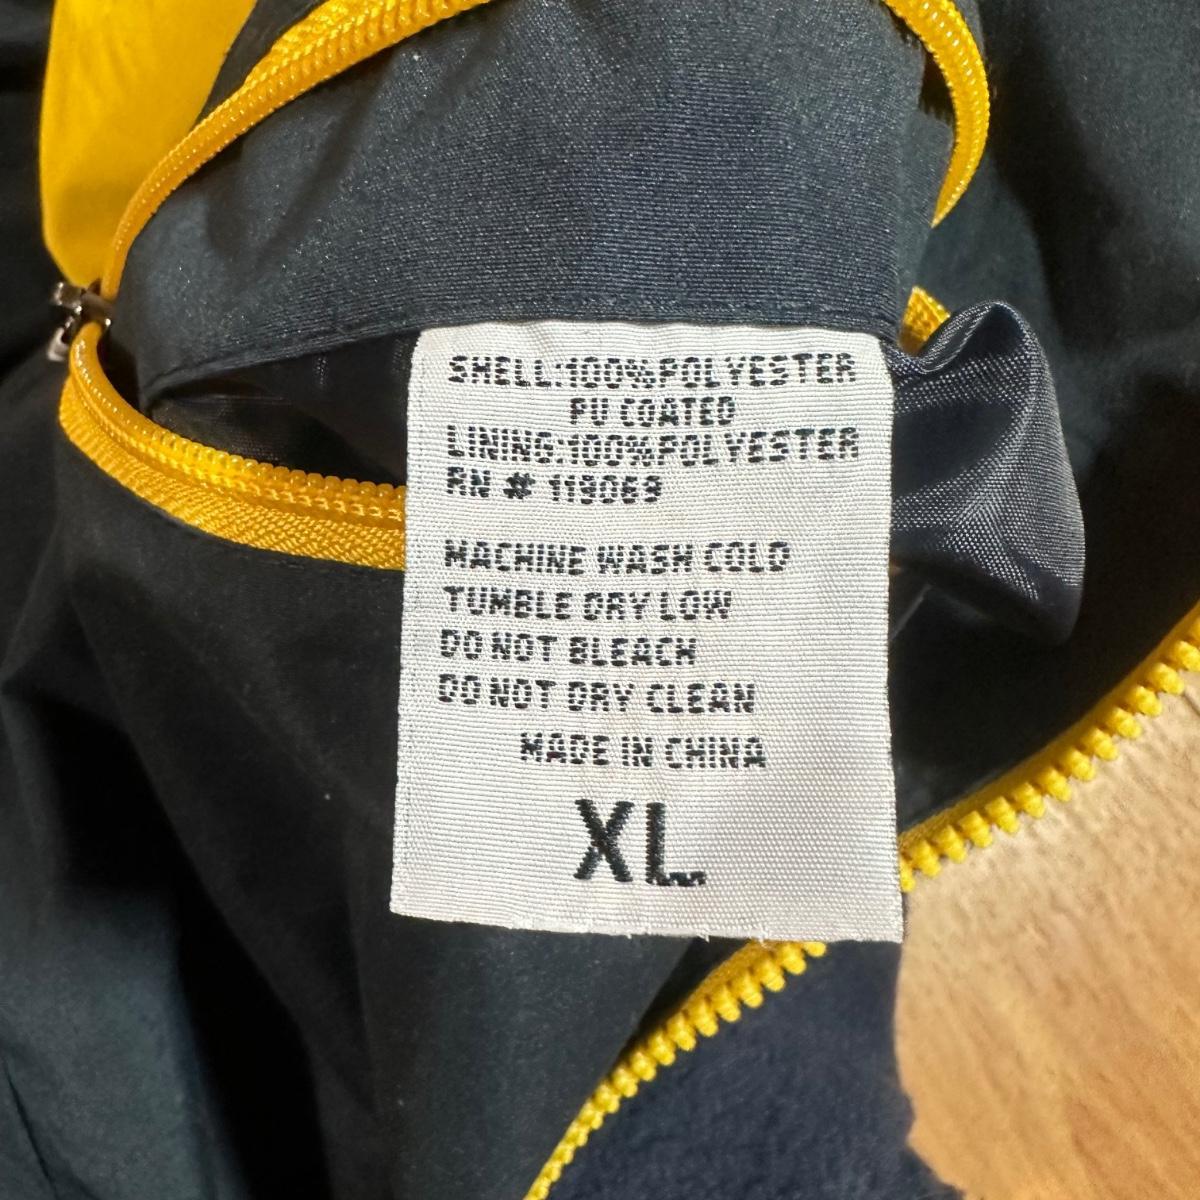 SHELL:100%POLYESTER
PU COATED
LINING:100%POLYESTER
RN # 119069
MACHINE WASH COLD
TUMBLE DRY LOW
DO NOT BLEACH
DO NOT DRY CLEAN
MADE IN CHINA
XL